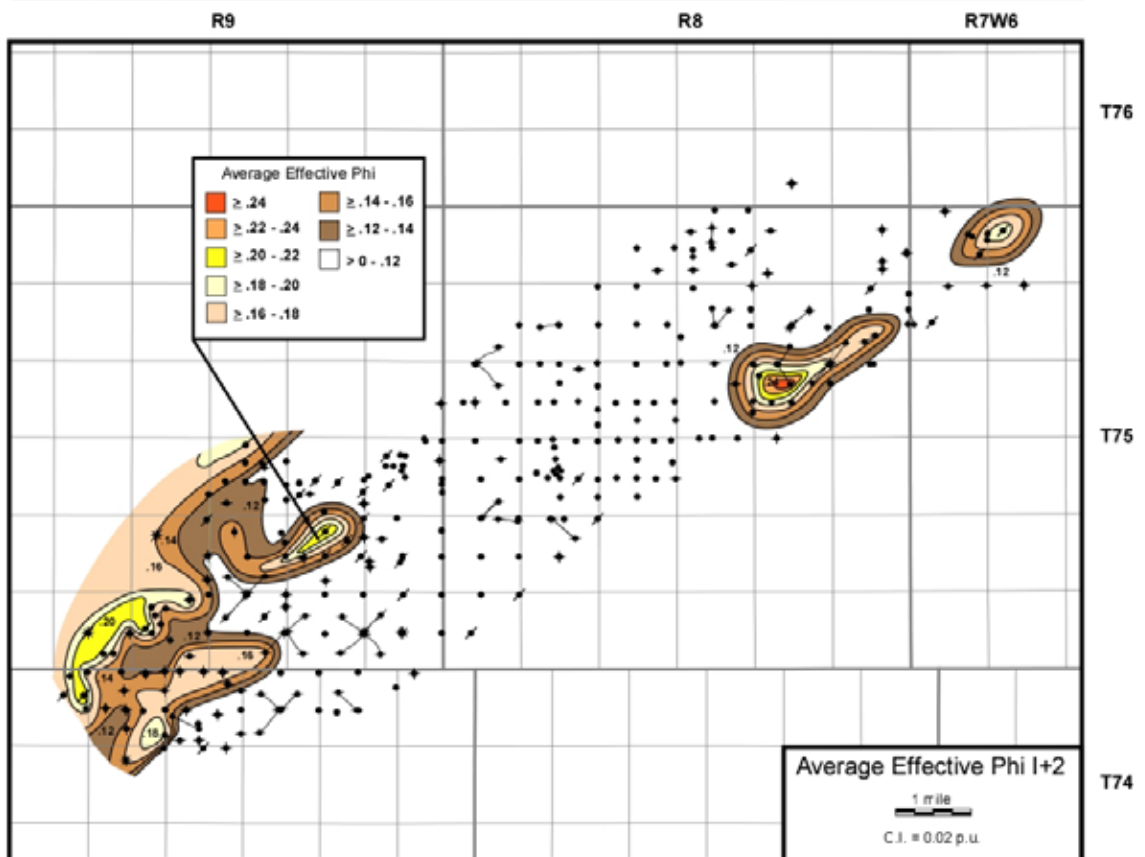 R9 R8 R7W6
T76
Average Effective Phi
≥ .24 ≥ .14 - .16
≥ .22 - .24 ≥ .12 - .14
≥ .20 - .22 > 0 - .12
≥ .18 - .20
≥ .16 - .18
.12
.12
T75
.12
.14
.16
.20
.12
.16
.14
.12
.18
Average Effective Phi I+2
1 mile
C.I. = 0.02 p.u.
T74